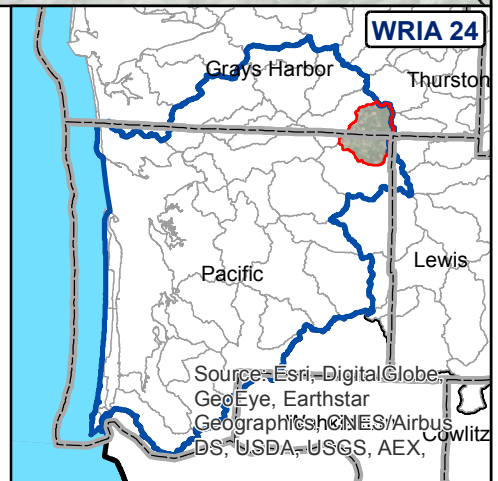 WRIA 24
Grays Harbor
Thurston
Pacific
Lewis
Source: Esri, DigitalGlobe,
GeoEye, Earthstar
Geographics, CNES/Airbus
Cowlitz
DS, USDA, USGS, AEX,